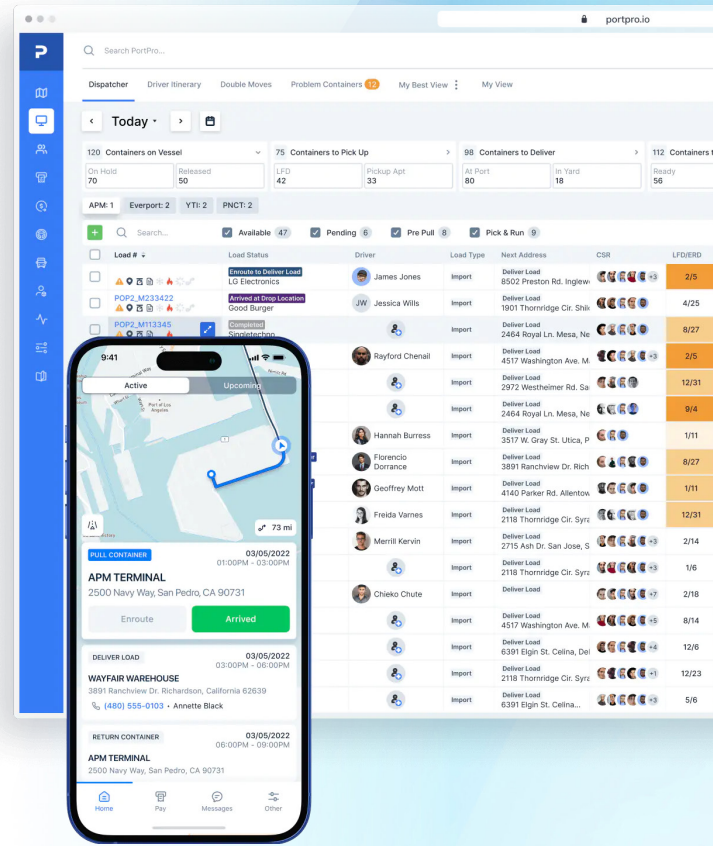 portpro.io
Search PortPro...
Dispatcher Driver Itinerary Double Moves Problem Containers 12 My Best View My View
Today
120 Containers on Vessel 75 Containers to Pick Up 98 Containers to Deliver 112 Containers
On Hold Released LFD Pickup Apt At Port In Yard Ready
70 50 42 33 80 18 56
APM: 1 Everport: 2 YTI: 2 PNCT: 2
Search... Available 47 Pending 6 Pre Pull 8 Pick & Run 9
Load # Load Status Driver Load Type Next Address CSR LFD/ERD
Enroute to Deliver Load Deliver Load
LG Electronics James Jones Import 8502 Preston Rd. Inglew +3 2/5
POP2_M233422 Arrived at Drop Location Deliver Load
Good Burger JW Jessica Wills Import 1901 Thornridge Cir. Shil 4/25
POP2_M113345 Completed Deliver Load
Singletechno Import 2464 Royal Ln. Mesa, Ne 8/27
Deliver Load
Rayford Chenail Import 4517 Washington Ave. M +3 2/5
Deliver Load
Import 2972 Westheimer Rd. Sa 12/31
Deliver Load
Import 2464 Royal Ln. Mesa, Ne 9/4
Deliver Load
Hannah Burress Import 3517 W. Gray St. Utica, P 1/11
Deliver Load
Florencio Dorrance Import 3891 Ranchview Dr. Rich 8/27
Deliver Load
Geoffrey Mott Import 4140 Parker Rd. Allentow 1/11
Deliver Load
Freida Varnes Import 2118 Thornridge Cir. Syra 12/31
Deliver Load
Merrill Kervin Import 2715 Ash Dr. San Jose, S +3 2/14
Deliver Load
Import 2118 Thornridge Cir. Syra +3 1/6
Deliver Load
Chieko Chute Import +7 2/18
Deliver Load
Import 4517 Washington Ave. M +5 8/14
Deliver Load
Import 6391 Elgin St. Celina, Del +4 12/6
Deliver Load
Import 2118 Thornridge Cir. Syra +1 12/23
Deliver Load
Import 6391 Elgin St. Celina... +3 5/6
9:41
Active Upcoming
Port of Los
Angeles
73 mi
PULL CONTAINER 03/05/2022
01:00PM - 03:00PM
APM TERMINAL
2500 Navy Way, San Pedro, CA 90731
Enroute Arrived
DELIVER LOAD 03/05/2022
03:00PM - 06:00PM
WAYFAIR WAREHOUSE
3891 Ranchview Dr. Richardson, California 62639
(480) 555-0103 • Annette Black
RETURN CONTAINER 03/05/2022
06:00PM - 09:00PM
APM TERMINAL
2500 Navy Way, San Pedro, CA 90731
Home Pay Messages Other